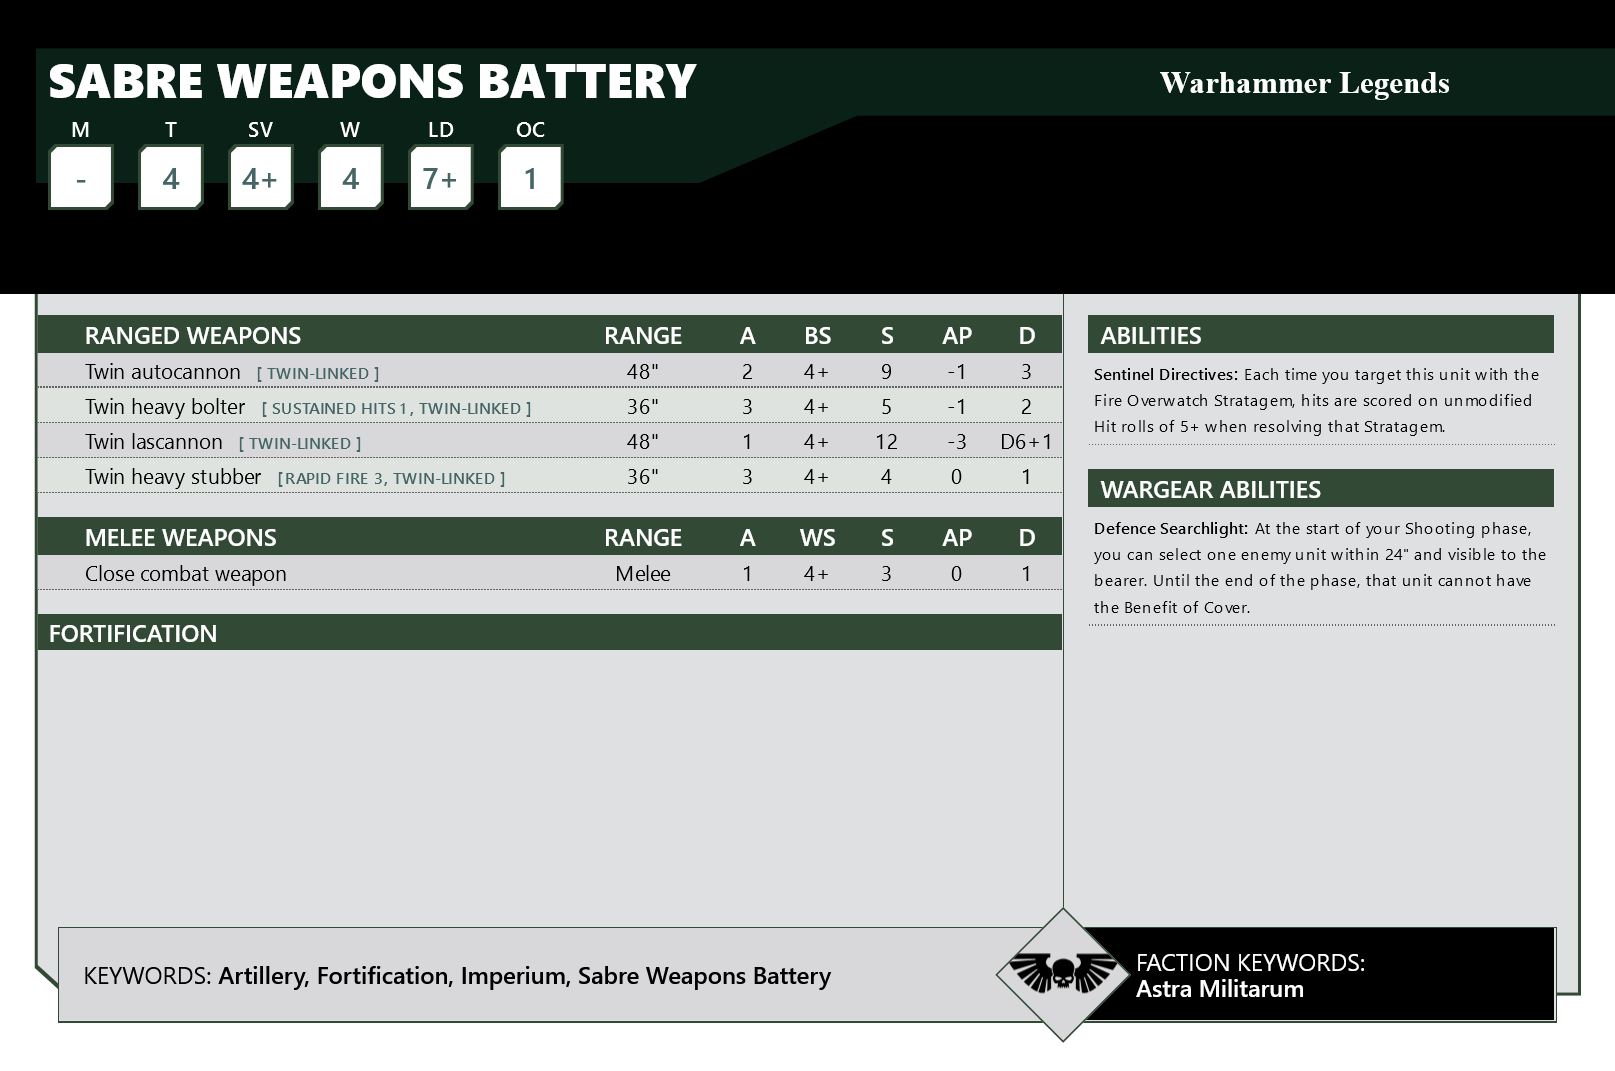 SABRE WEAPONS BATTERY
Warhammer Legends
M T SV W LD OC
- 4 4+ 4 7+ 1
RANGED WEAPONS RANGE A BS S AP D
Twin autocannon [ TWIN-LINKED ] 48" 2 4+ 9 -1 3
Twin heavy bolter [ SUSTAINED HITS 1, TWIN-LINKED ] 36" 3 4+ 5 -1 2
Twin lascannon [ TWIN-LINKED ] 48" 1 4+ 12 -3 D6+1
Twin heavy stubber [RAPID FIRE 3, TWIN-LINKED ] 36" 3 4+ 4 0 1
MELEE WEAPONS RANGE A WS S AP D
Close combat weapon Melee 1 4+ 3 0 1
FORTIFICATION
ABILITIES
Sentinel Directives: Each time you target this unit with the
Fire Overwatch Stratagem, hits are scored on unmodified
Hit rolls of 5+ when resolving that Stratagem.
WARGEAR ABILITIES
Defence Searchlight: At the start of your Shooting phase,
you can select one enemy unit within 24" and visible to the
bearer. Until the end of the phase, that unit cannot have
the Benefit of Cover.
KEYWORDS: Artillery, Fortification, Imperium, Sabre Weapons Battery
FACTION KEYWORDS:
Astra Militarum